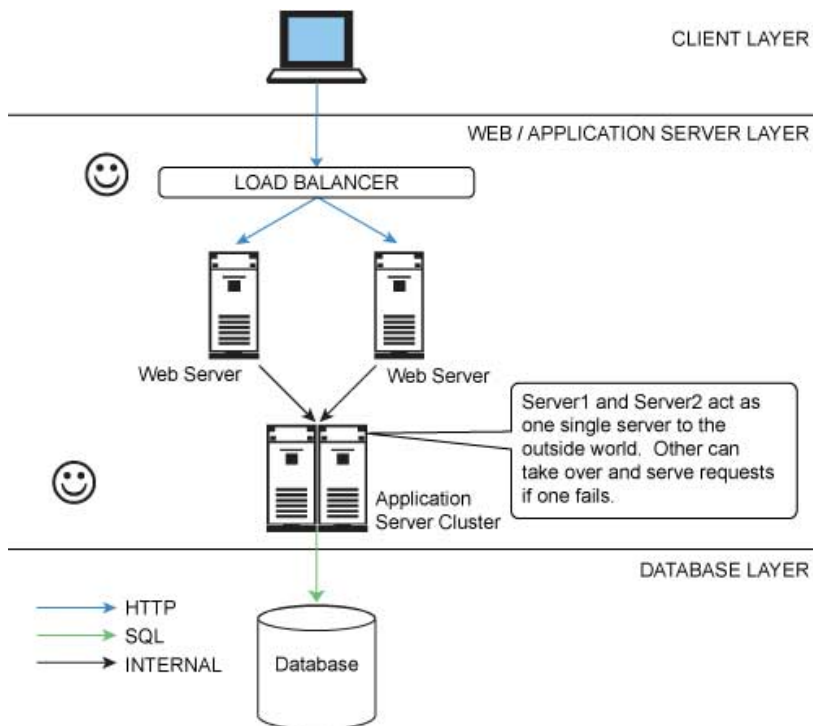 CLIENT LAYER
WEB / APPLICATION SERVER LAYER
LOAD BALANCER
Web Server
Web Server
Server1 and Server2 act as
one single server to the
outside world. Other can
take over and serve requests
if one fails.
Application
Server Cluster
DATABASE LAYER
HTTP
SQL
INTERNAL
Database